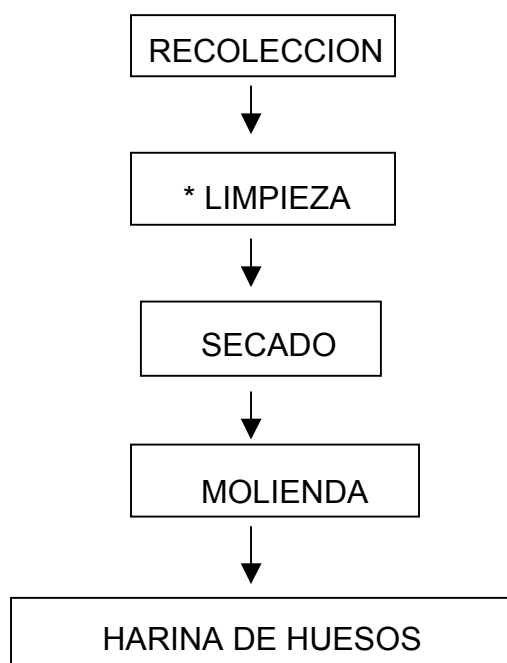 RECOLECCION
* LIMPIEZA
SECADO
MOLIENDA
HARINA DE HUESOS